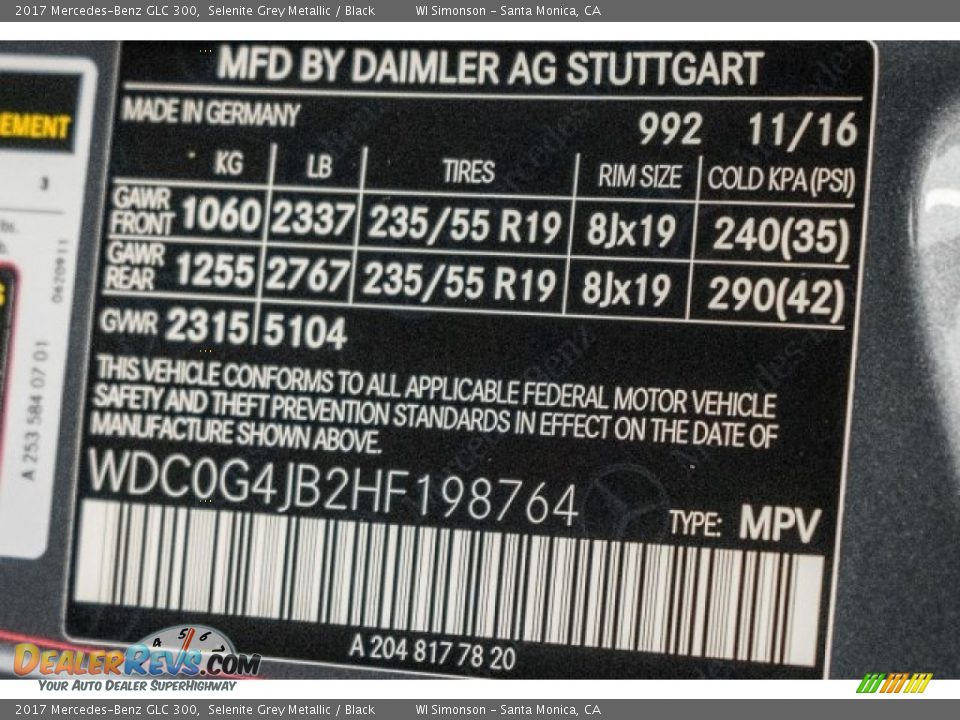 2017 Mercedes-Benz GLC 300, Selenite Grey Metallic / Black WI Simonson - Santa Monica, CA
MFD BY DAIMLER AG STUTTGART
MADE IN GERMANY
992 11/16
KG LB TIRES RIM SIZE COLD KPA (PSI)
GAWR FRONT 1060 2337 235/55 R19 8Jx19 240(35)
GAWR REAR 1255 2767 235/55 R19 8Jx19 290(42)
GVWR 2315 5104
THIS VEHICLE CONFORMS TO ALL APPLICABLE FEDERAL MOTOR VEHICLE
SAFETY AND THEFT PREVENTION STANDARDS IN EFFECT ON THE DATE OF
MANUFACTURE SHOWN ABOVE.
WDC0G4JB2HF198764
TYPE: MPV
A 204 817 78 20
EMENT
3
A 253 584 07 01
DEALERREVS.COM
YOUR AUTO DEALER SUPERHIGHWAY
2017 Mercedes-Benz GLC 300, Selenite Grey Metallic / Black WI Simonson - Santa Monica, CA